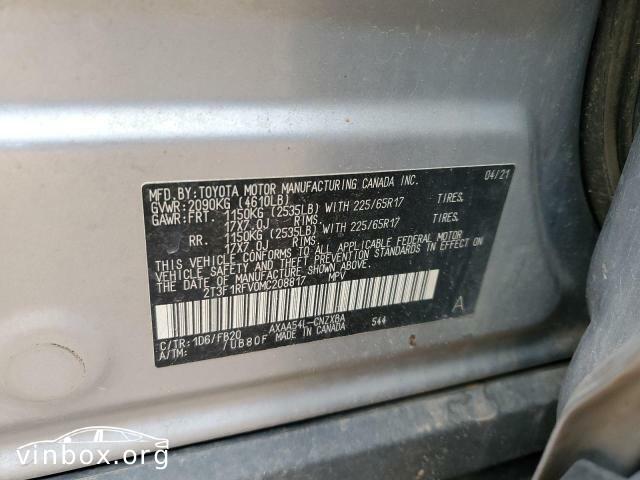 MFD. BY: TOYOTA MOTOR MANUFACTURING CANADA INC. 04/21
GVWR: 2090KG (4610LB)
GAWR: FRT. 1150KG (2535LB) WITH 225/65R17 TIRES,
17X7.0J RIMS,
RR. 1150KG (2535LB) WITH 225/65R17 TIRES,
17X7.0J RIMS,
THIS VEHICLE CONFORMS TO ALL APPLICABLE FEDERAL MOTOR
VEHICLE SAFETY AND BUMPER STANDARDS IN EFFECT ON
THE DATE OF MANUFACTURE SHOWN ABOVE.
2T3F1RFV0MC208817 MPV
A
C/TR: 1D6/FB20 AXAA54L-CNZXBA 544
A/TM: /UB80F MADE IN CANADA
vinbox.org